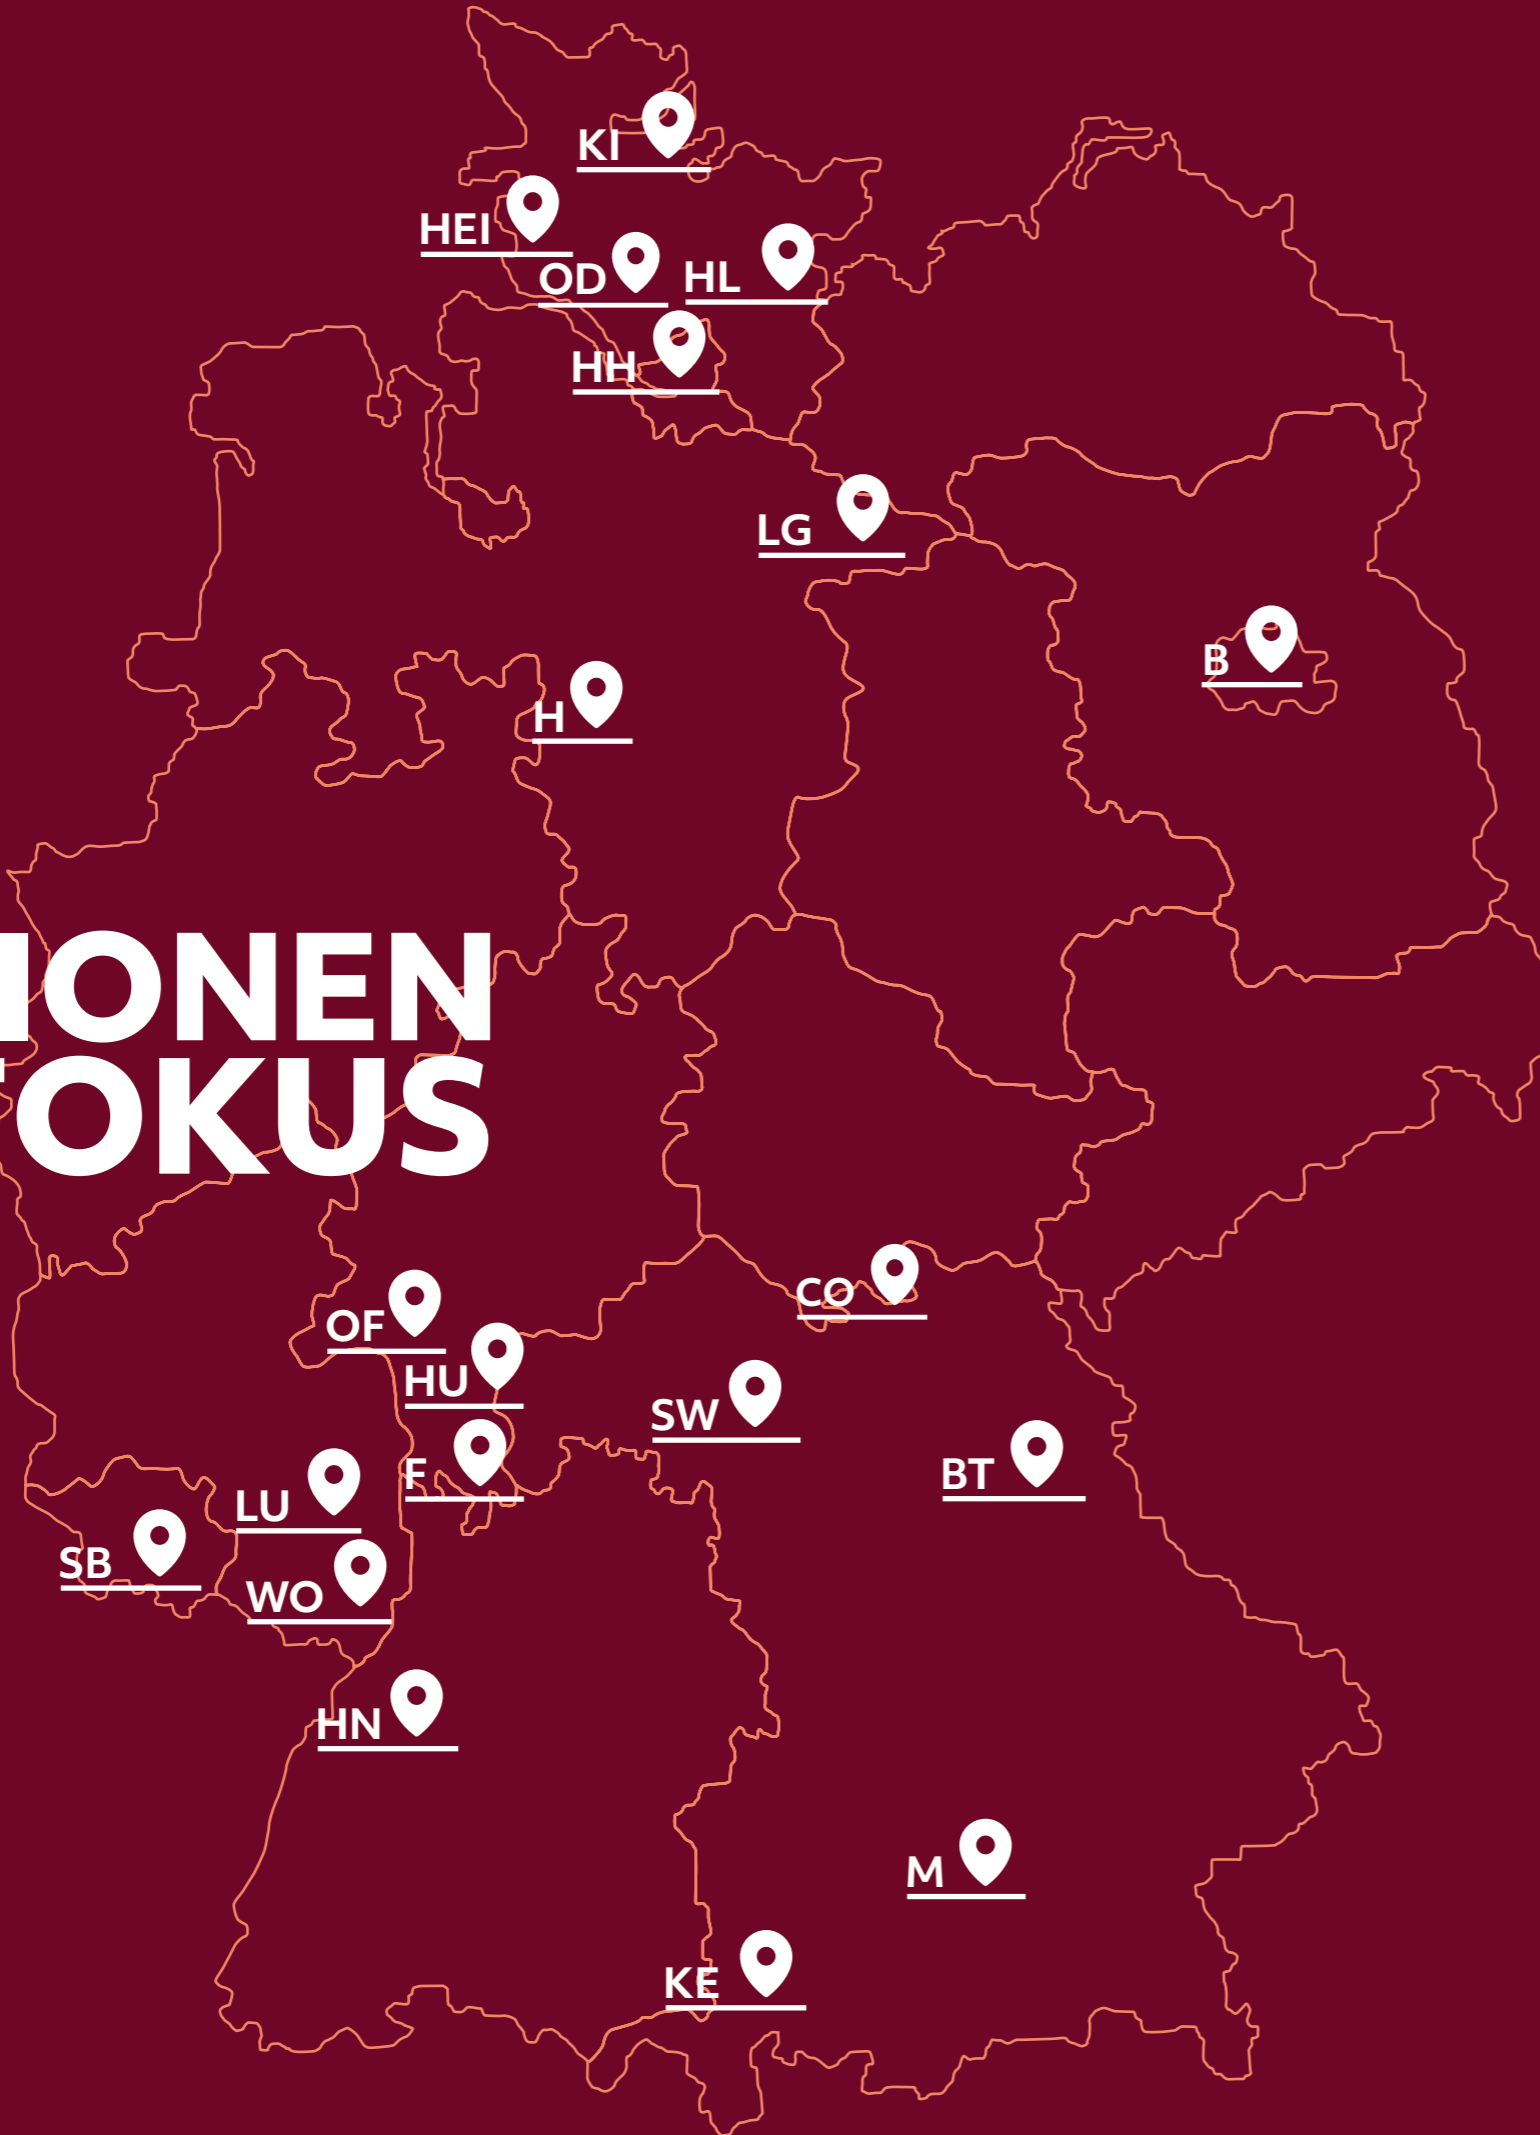 KI
HEI
OD
HL
HH
LG
B
H
IONEN
OKUS
CO
OF
HU
SW
F
BT
LU
SB
WO
HN
M
KE